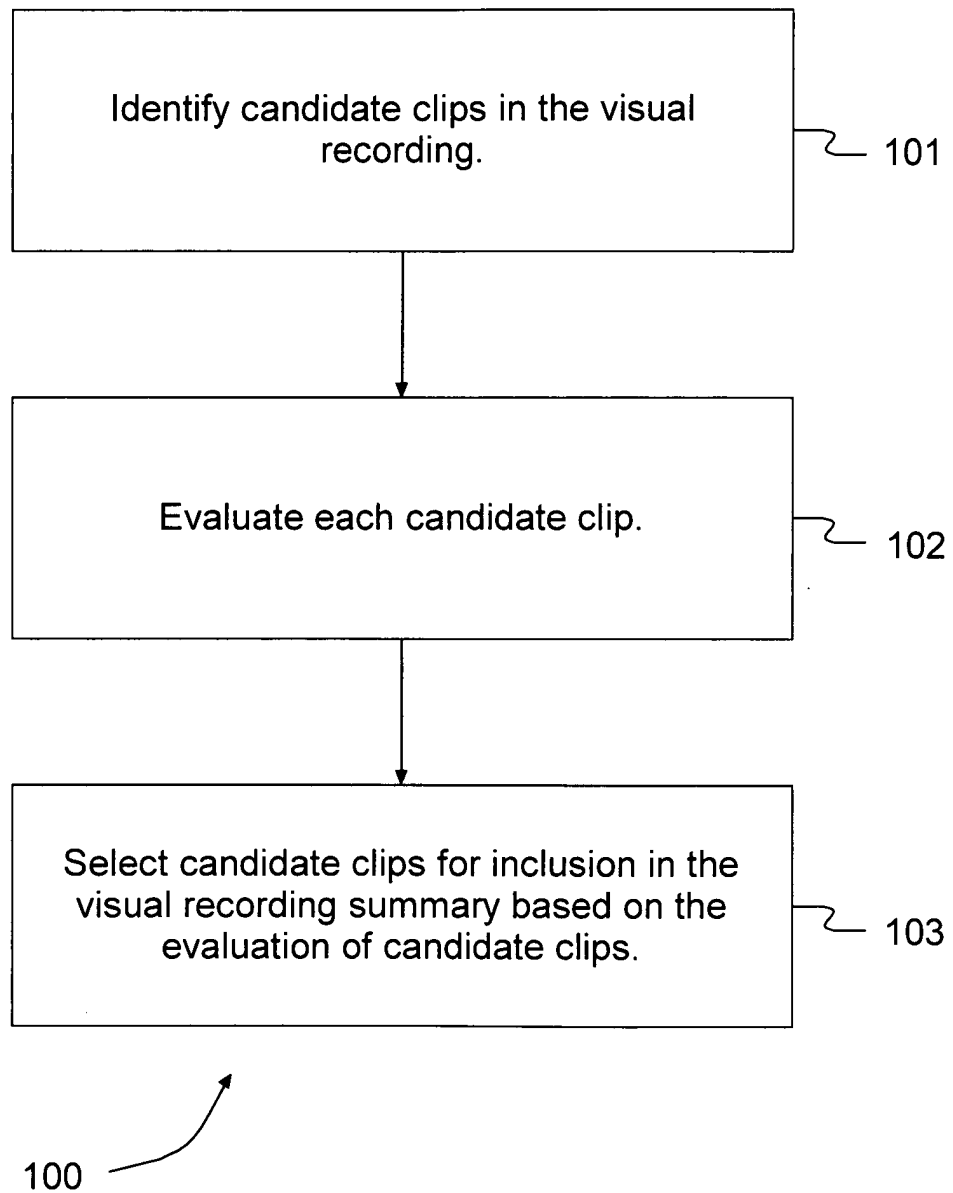 Identify candidate clips in the visual
recording.
101
Evaluate each candidate clip.
102
Select candidate clips for inclusion in the
visual recording summary based on the
evaluation of candidate clips.
103
100